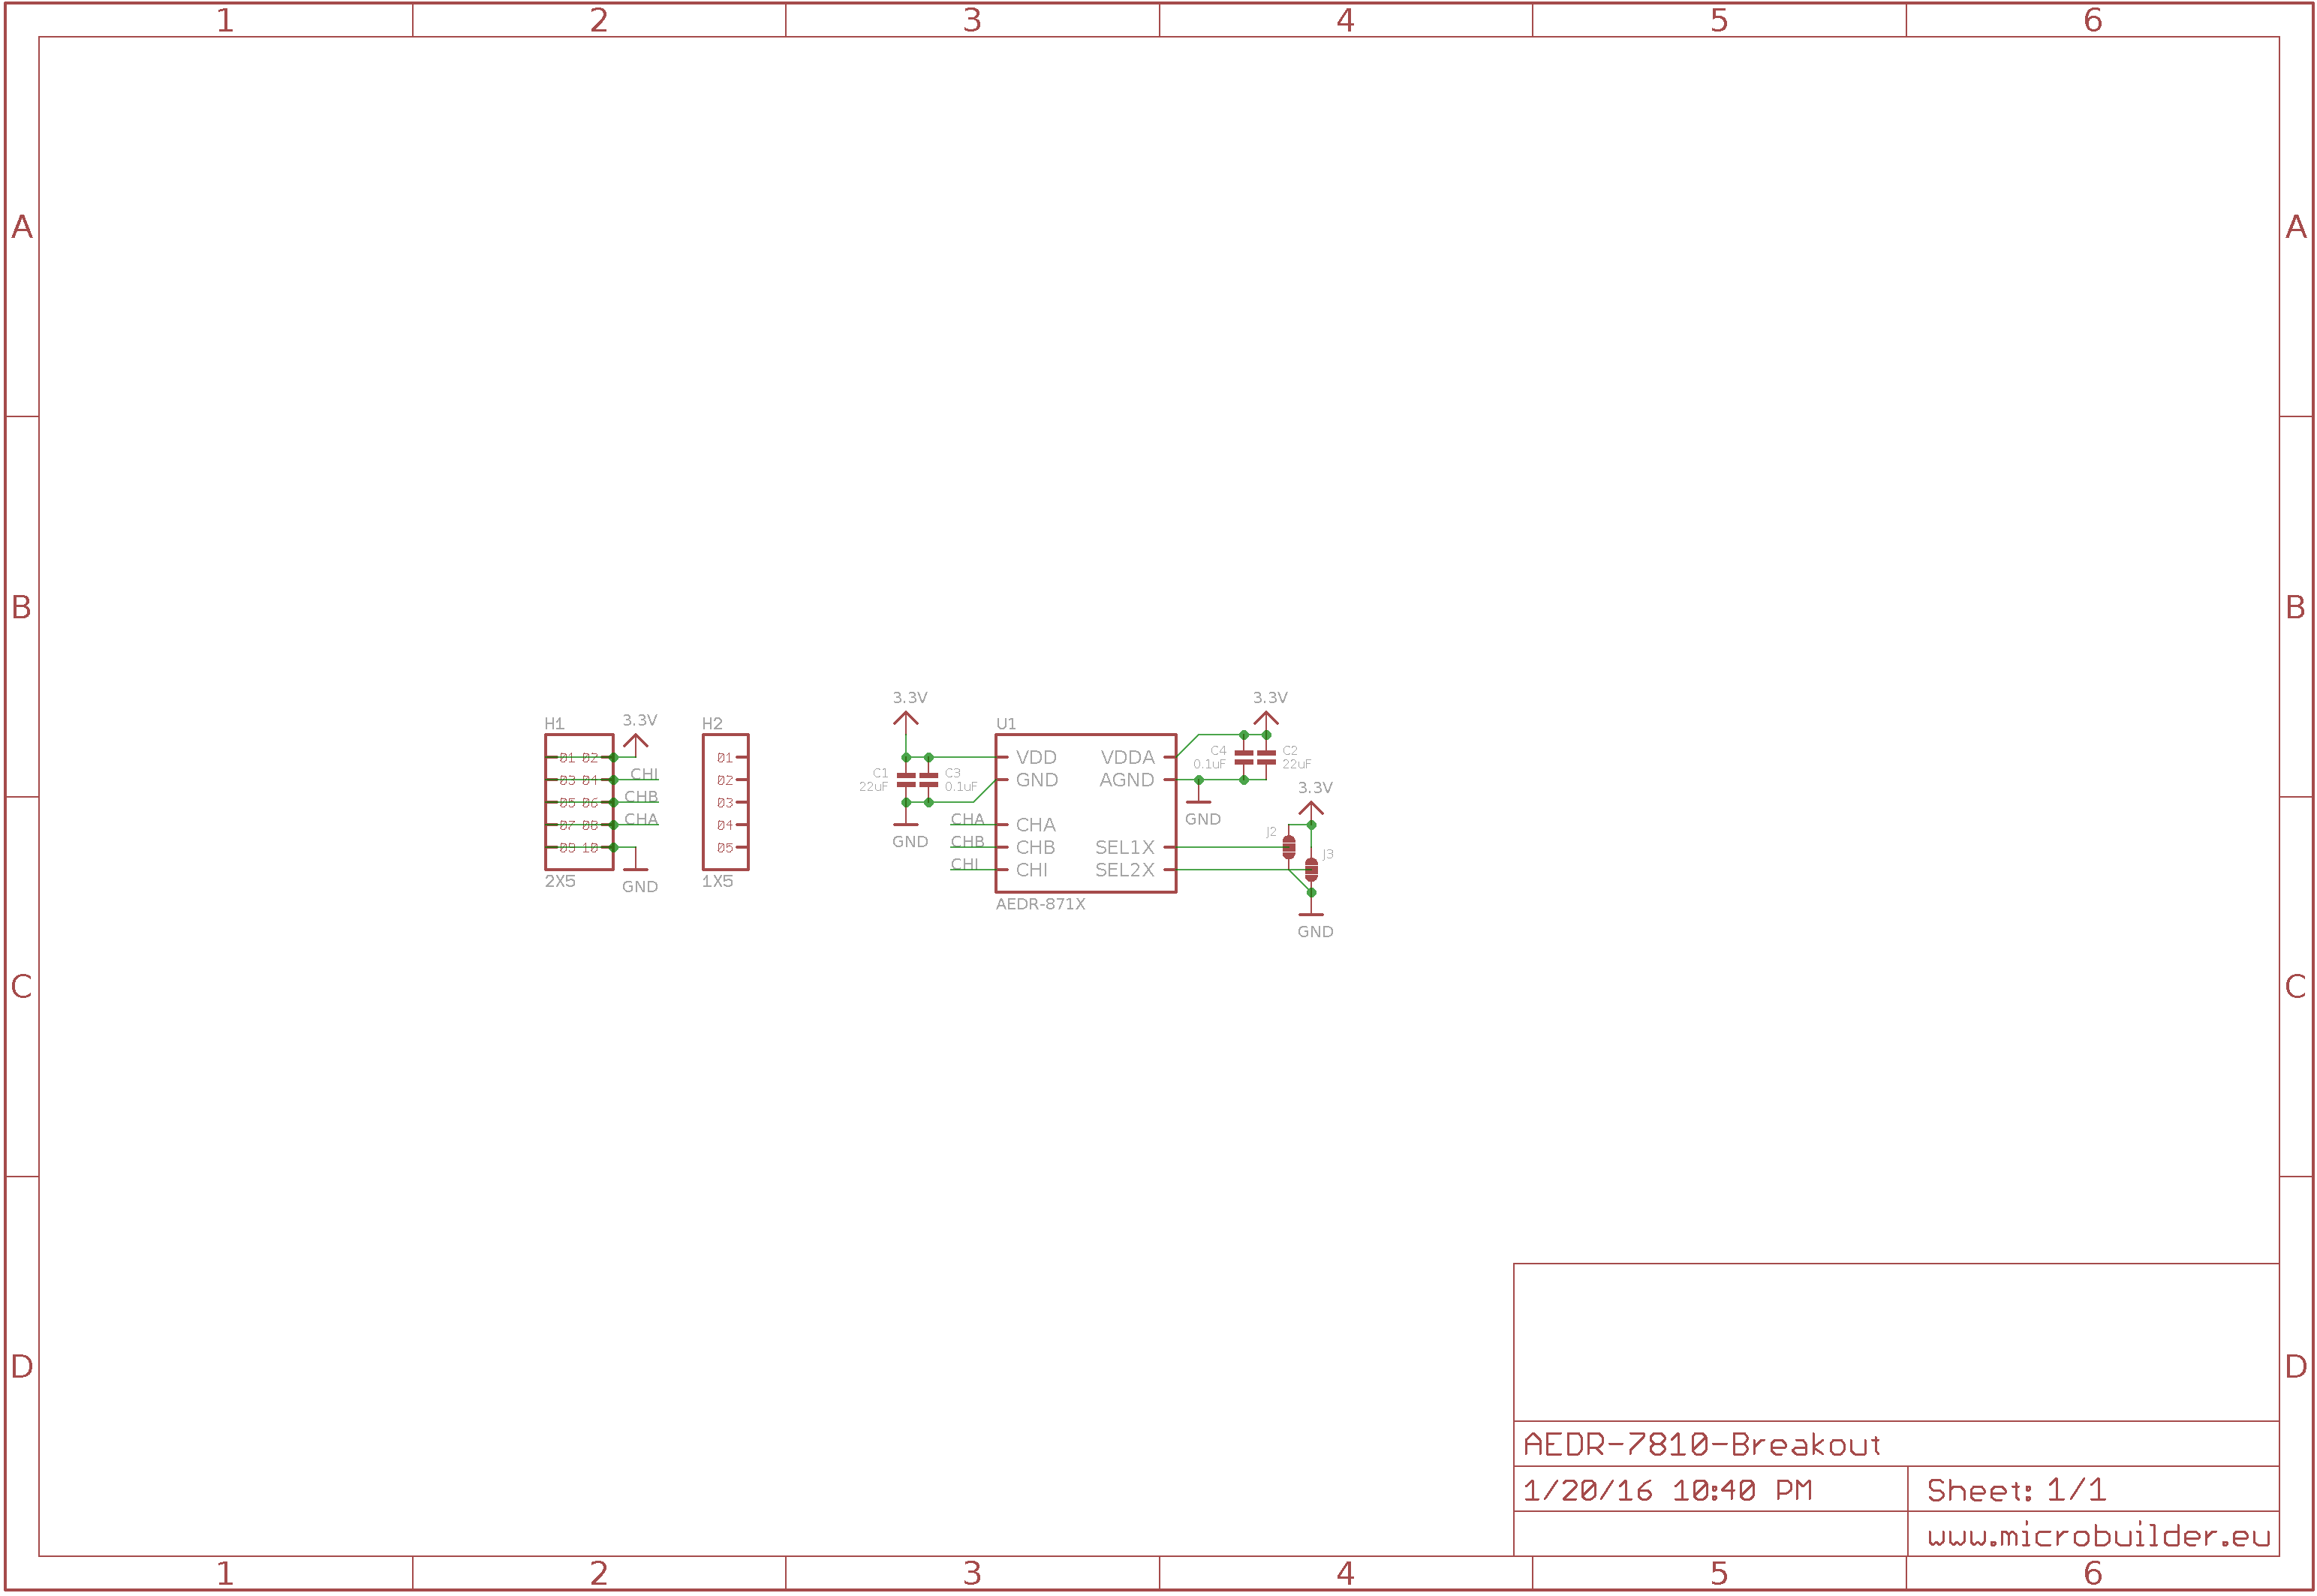 1 2 3 4 5 6
A A
B B
C C
D D
3.3V 3.3V
H1 3.3V H2 U1
01 02
03 04 CHI
05 06 CHB
07 08 CHA
09 10
2X5 GND
01
02
03
04
05
1X5
C1 C3
22uF 0.1uF
GND
CHA
CHB
CHI
VDD VDDA
GND AGND
CHA
CHB SEL1X
CHI SEL2X
AEDR-871X
C4 C2
0.1uF 22uF
GND
3.3V
J2
J3
GND
AEDR-7810-Breakout
1/20/16 10:40 PM Sheet: 1/1
www.microbuilder.eu
1 2 3 4 5 6